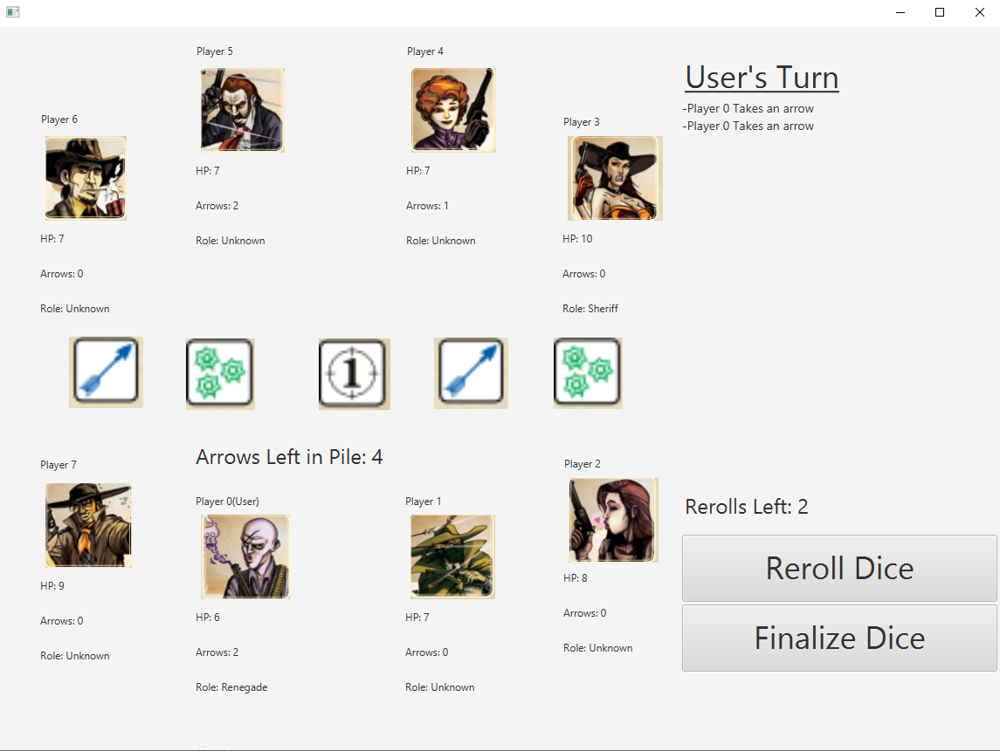 Player 5
Player 4
User's Turn
-Player 0 Takes an arrow
-Player 0 Takes an arrow
Player 6
Player 3
HP: 7
HP: 7
Arrows: 2
Arrows: 1
Role: Unknown
Role: Unknown
HP: 7
HP: 10
Arrows: 0
Arrows: 0
Role: Unknown
Role: Sheriff
1
Arrows Left in Pile: 4
Player 7
Player 2
Player 0(User)
Player 1
Rerolls Left: 2
HP: 9
HP: 6
HP: 7
HP: 8
Reroll Dice
Arrows: 0
Arrows: 2
Arrows: 0
Arrows: 0
Finalize Dice
Role: Unknown
Role: Renegade
Role: Unknown
Role: Unknown